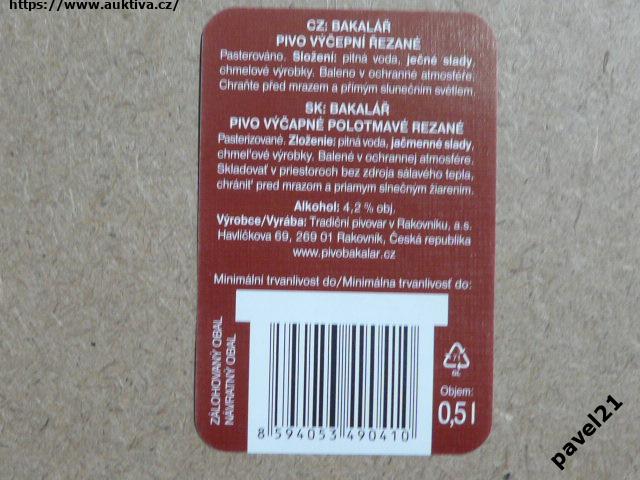 https://www.auktiva.cz/
CZ: BAKALÁŘ
PIVO VÝČEPNÍ ŘEZANÉ
Pasterováno. Složení: pitná voda, ječné slady,
chmelové výrobky. Baleno v ochranné atmosféře.
Chraňte před mrazem a přímým slunečním světlem.
SK: BAKALÁŘ
PIVO VÝČAPNÉ POLOTMAVÉ REZANÉ
Pasterizované. Zloženie: pitná voda, jačmenné slady,
chmeľové výrobky. Balené v ochrannej atmosfére.
Skladovať v priestoroch bez zdroja sálavého tepla,
chrániť pred mrazom a priamym slnečným žiarením.
Alkohol: 4,2 % obj.
Výrobce/Vyrába: Tradiční pivovar v Rakovníku, a.s.
Havlíčkova 69, 269 01 Rakovník, Česká republika
www.pivobakalar.cz
Minimální trvanlivost do/Minimálna trvanlivosť do:
ZÁLOHOVANÝ OBAL
NÁVRATNÝ OBAL
Objem:
0,5 l
8 594053 490410
pavel21